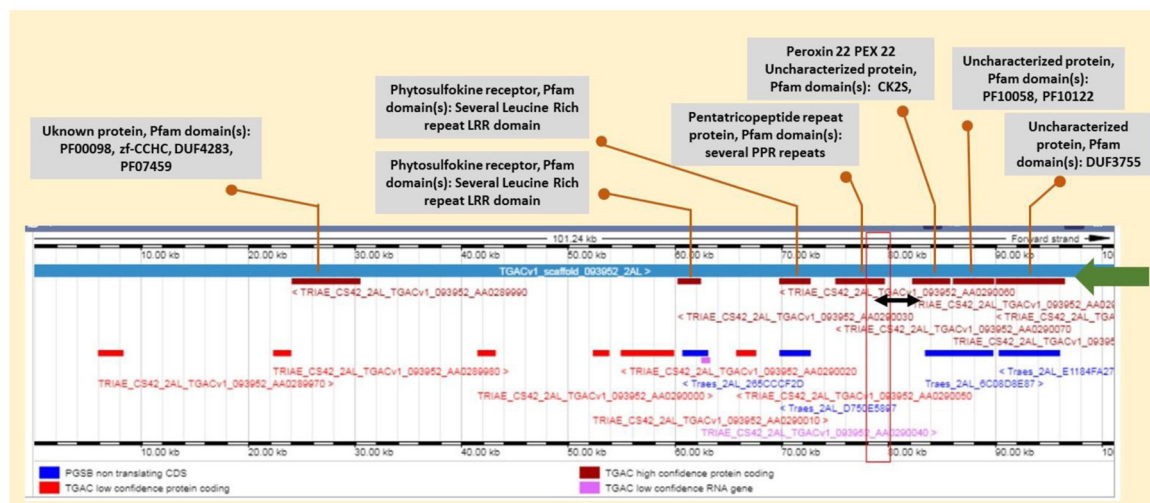 Peroxin 22 PEX 22
Uncharacterized protein,
Pfam domain(s): CK2S,
Uncharacterized protein,
Pfam domain(s):
PF10058, PF10122
Phytosulfokine receptor, Pfam
domain(s): Several Leucine Rich
repeat LRR domain
Pentatricopeptide repeat
protein, Pfam domain(s):
several PPR repeats
Uknown protein, Pfam domain(s):
PF00098, zf-CCHC, DUF4283,
PF07459
Uncharacterized
protein, Pfam
domain(s): DUF3755
Phytosulfokine receptor, Pfam
domain(s): Several Leucine Rich
repeat LRR domain
101.24 kb Forward strand
10.00 kb 20.00 kb 30.00 kb 40.00 kb 50.00 kb 60.00 kb 70.00 kb 80.00 kb 90.00 kb 10
TGACv1_scaffold_093952_2AL >
< TRIAE_CS42_2AL_TGACv1_093952_AA0289990 < TRIAE_CS42_2AL_TGACv1_093952_AA0290060
TRIAE_CS42_2AL_TGACv1_093952_AA029
< TRIAE_CS42_2AL_TGACv1_093952_AA0290030 < TRIAE_CS42_2AL_TGACv1_
< TRIAE_CS42_2AL_TGACv1_093952_AA0290070
TRIAE_CS42_2AL_TGACv1_09395
TRIAE_CS42_2AL_TGACv1_093952_AA0289980 > < TRIAE_CS42_2AL_TGACv1_093952_AA0290020 < Traes_2AL_E1184FA27
TRIAE_CS42_2AL_TGACv1_093952_AA0289970 > < Traes_2AL_265CCCF2D Traes_2AL_6C08D8E87 >
TRIAE_CS42_2AL_TGACv1_093952_AA0290000 > < TRIAE_CS42_2AL_TGACv1_093952_AA0290050
< Traes_2AL_D750E5897
TRIAE_CS42_2AL_TGACv1_093952_AA0290010 >
TRIAE_CS42_2AL_TGACv1_093952_AA0290040 >
10.00 kb 20.00 kb 30.00 kb 40.00 kb 50.00 kb 60.00 kb 70.00 kb 80.00 kb 90.00 kb 10
PGSB non translating CDS TGAC high confidence protein coding
TGAC low confidence protein coding TGAC low confidence RNA gene